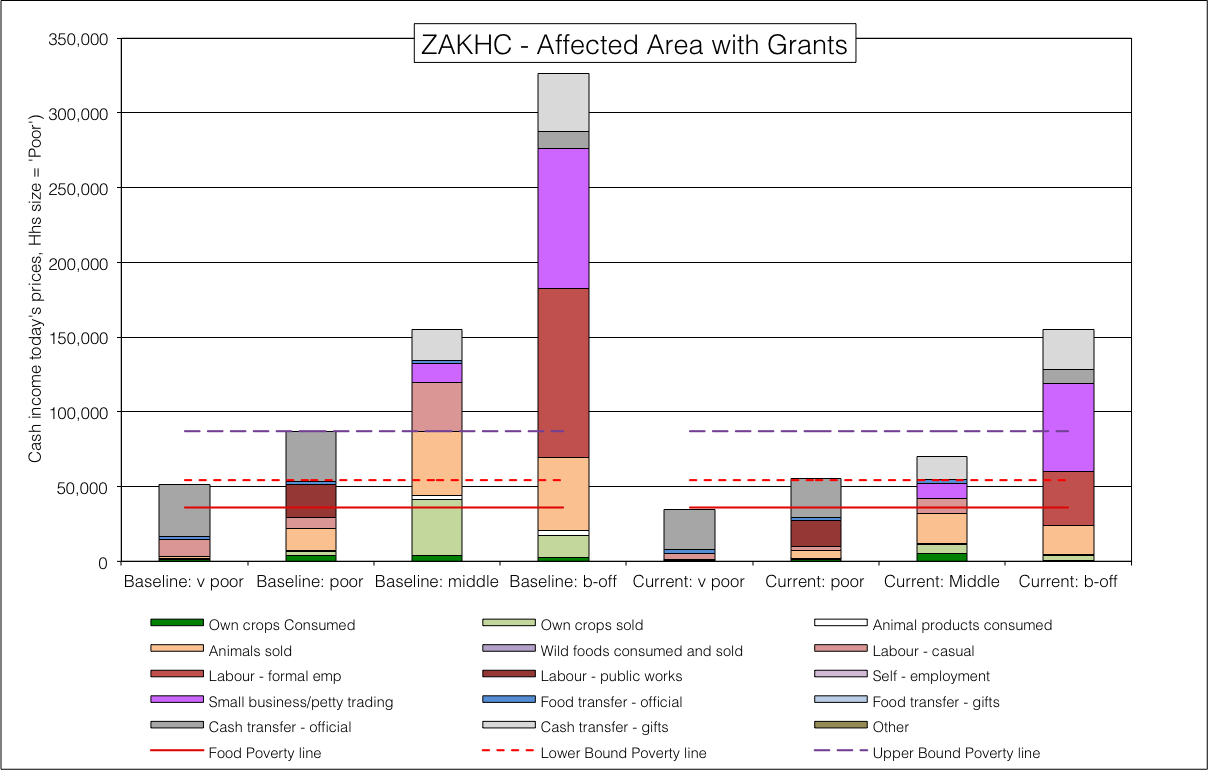 ZAKHC - Affected Area with Grants
Cash income today's prices, Hhs size = 'Poor')
350,000
300,000
250,000
200,000
150,000
100,000
50,000
0
Baseline: v poor Baseline: poor Baseline: middle Baseline: b-off Current: v poor Current: poor Current: Middle Current: b-off
Own crops Consumed Own crops sold Animal products consumed
Animals sold Wild foods consumed and sold Labour - casual
Labour - formal emp Labour - public works Self - employment
Small business/petty trading Food transfer - official Food transfer - gifts
Cash transfer - official Cash transfer - gifts Other
Food Poverty line Lower Bound Poverty line Upper Bound Poverty line